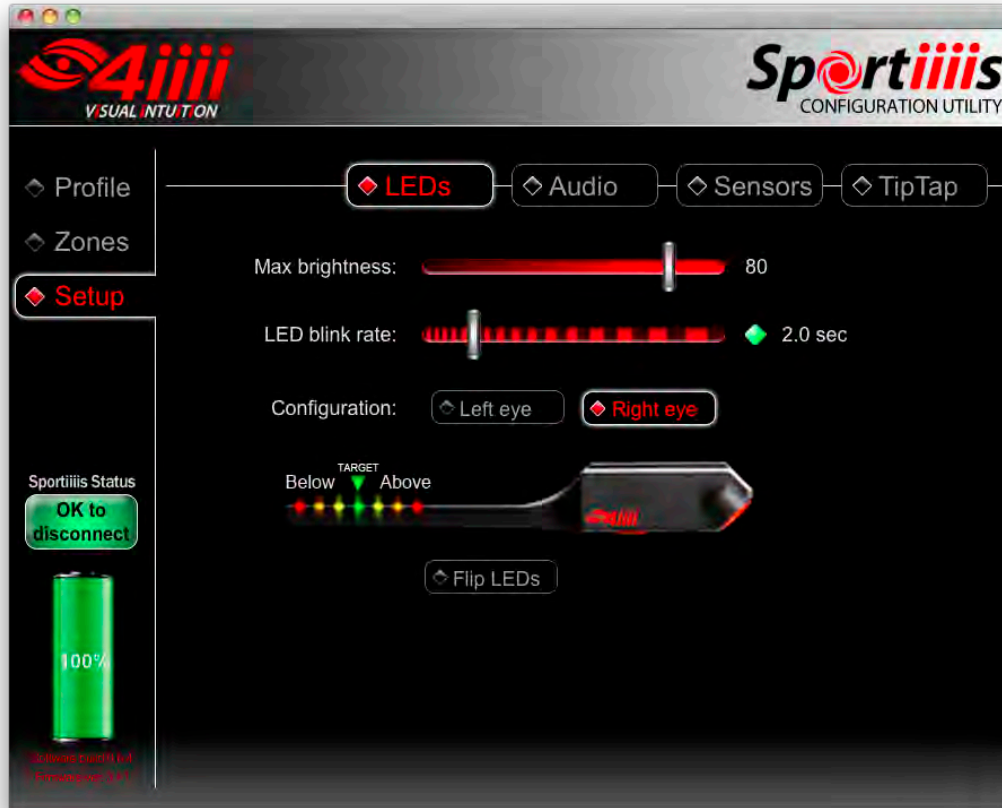 4iiii
VISUAL INTUITION
Sportiiiis
CONFIGURATION UTILITY
Profile
Zones
Setup
LEDs
Audio
Sensors
TipTap
Max brightness:
80
LED blink rate:
2.0 sec
Configuration:
Left eye
Right eye
TARGET
Below
Above
4iiii
Flip LEDs
Sportiiiis Status
OK to
disconnect
100%